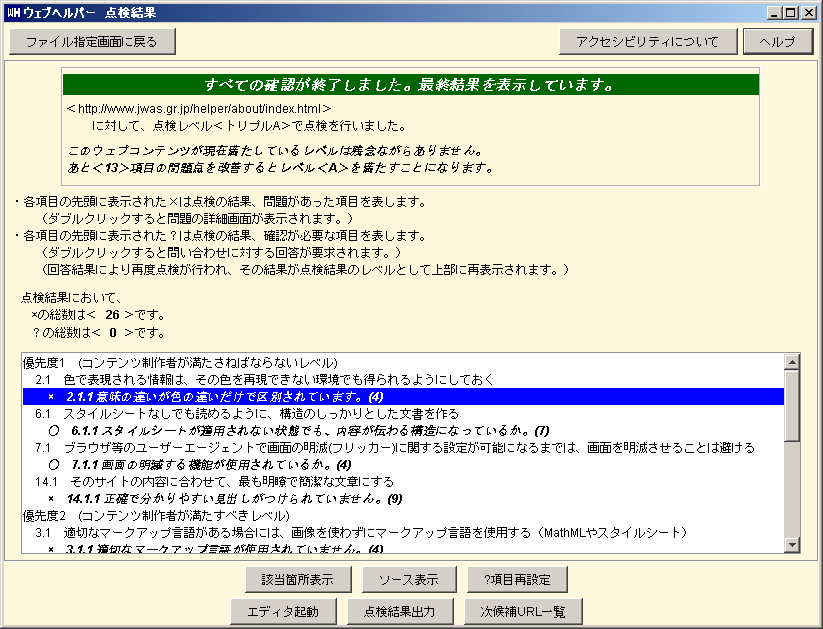 WH ウェブヘルパー 点検結果
ファイル指定画面に戻る
アクセシビリティについて
ヘルプ
すべての確認が終了しました。最終結果を表示しています。
<http://www.jwas.gr.jp/helper/about/index.html>
に対して、点検レベル<トリプルA>で点検を行いました。
このウェブコンテンツが現在満たしているレベルは残念ながらありません。
あと<13>項目の問題点を改善するとレベル<A>を満たすことになります。
・各項目の先頭に表示された×は点検の結果、問題があった項目を表します。
(ダブルクリックすると問題の詳細画面が表示されます。)
・各項目の先頭に表示された?は点検の結果、確認が必要な項目を表します。
(ダブルクリックすると問い合わせに対する回答が要求されます。)
(回答結果により再度点検が行われ、その結果が点検結果のレベルとして上部に再表示されます。)
点検結果において、
×の総数は< 26 >です。
?の総数は< 0 >です。
優先度1 (コンテンツ制作者が満たさねばならないレベル)
2.1 色で表現される情報は、その色を再現できない環境でも得られるようにしておく
× 2.1.1 意味の違いが色の違いだけで区別されています。(4)
6.1 スタイルシートなしでも読めるように、構造のしっかりとした文書を作る
○ 6.1.1 スタイルシートが適用されない状態でも、内容が伝わる構造になっているか。(7)
7.1 ブラウザ等のユーザーエージェントで画面の明滅(フリッカー)に関する設定が可能になるまでは、画面を明滅させることは避ける
○ 7.1.1 画面の明滅する機能が使用されているか。(4)
14.1 そのサイトの内容に合わせて、最も明瞭で簡潔な文章にする
× 14.1.1 正確で分かりやすい見出しがつけられていません。(9)
優先度2 (コンテンツ制作者が満たすべきレベル)
3.1 適切なマークアップ言語がある場合には、画像を使わずにマークアップ言語を使用する(MathMLやスタイルシート)
× 3.1.1 適切なマークアップ言語が使用されていません。(4)
該当箇所表示
ソース表示
?項目再設定
エディタ起動
点検結果出力
次候補URL一覧